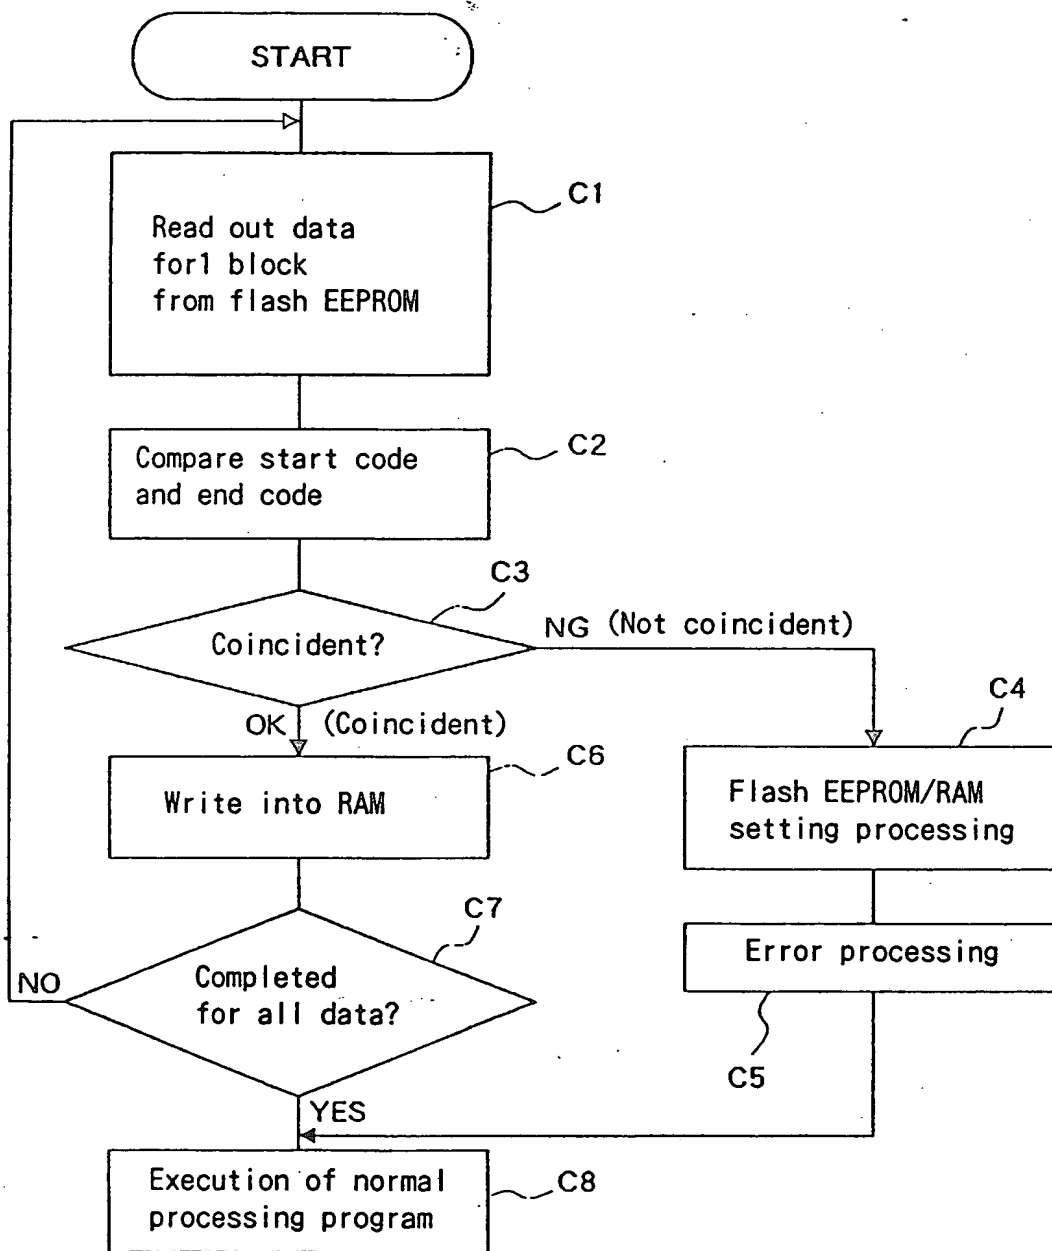 START
C1
Read out data
for1 block
from flash EEPROM
C2
Compare start code
and end code
C3
Coincident?
NG (Not coincident)
OK (Coincident)
C4
C6
Write into RAM
Flash EEPROM/RAM
setting processing
C7
Completed
for all data?
NO
Error processing
C5
YES
Execution of normal
processing program
C8